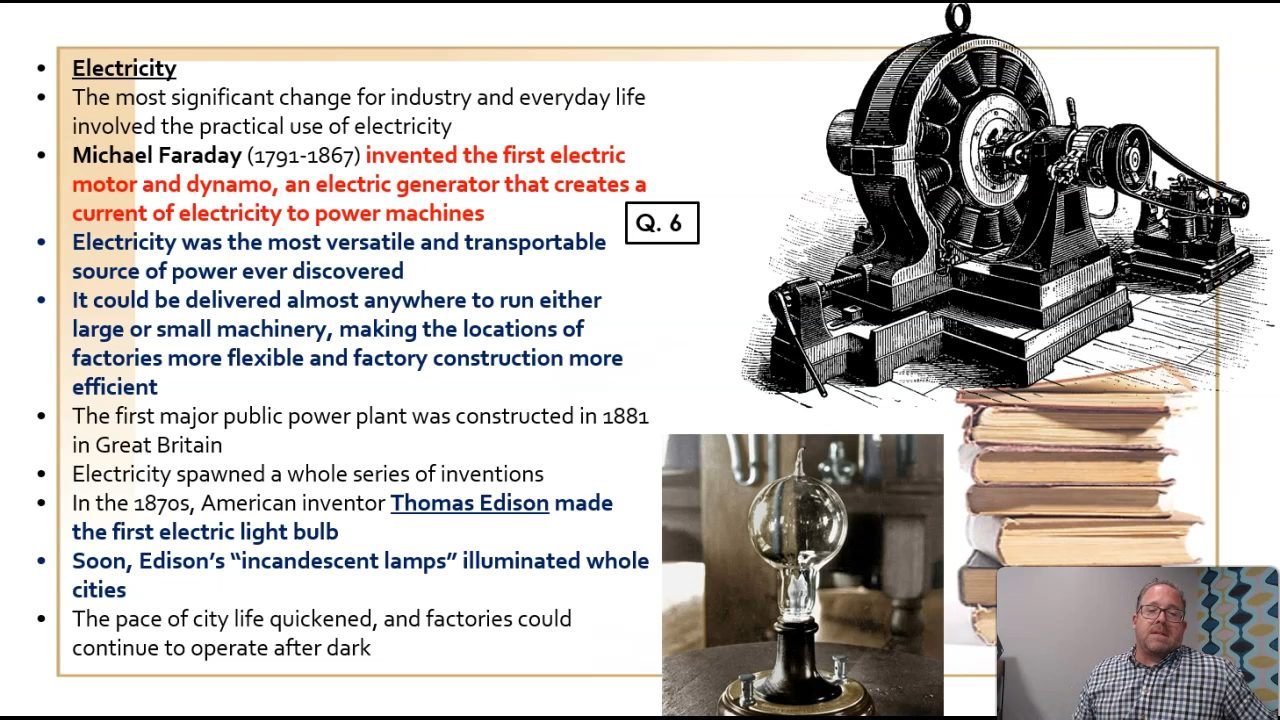 Electricity
The most significant change for industry and everyday life
involved the practical use of electricity
Michael Faraday (1791-1867) invented the first electric
motor and dynamo, an electric generator that creates a
current of electricity to power machines
Q. 6
Electricity was the most versatile and transportable
source of power ever discovered
It could be delivered almost anywhere to run either
large or small machinery, making the locations of
factories more flexible and factory construction more
efficient
The first major public power plant was constructed in 1881
in Great Britain
Electricity spawned a whole series of inventions
In the 1870s, American inventor Thomas Edison made
the first electric light bulb
Soon, Edison’s “incandescent lamps” illuminated whole
cities
The pace of city life quickened, and factories could
continue to operate after dark